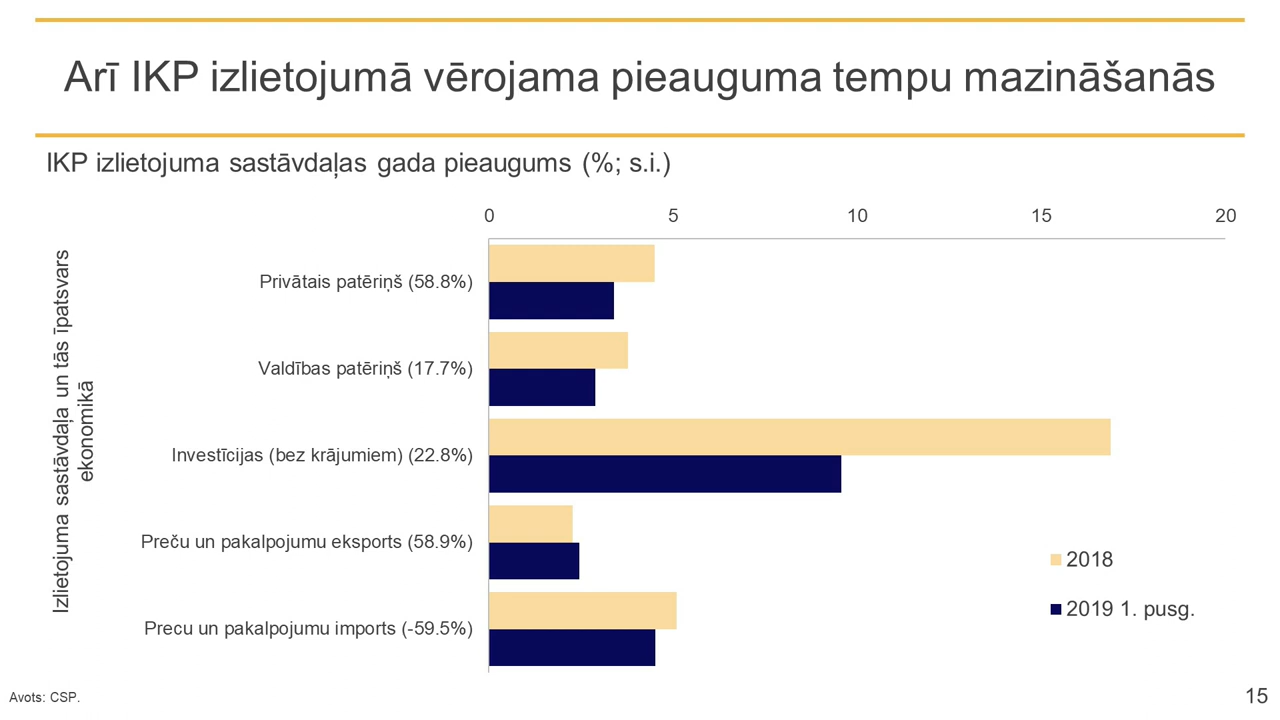 Arī IKP izlietojumā vērojama pieauguma tempu mazināšanās
IKP izlietojuma sastāvdaļas gada pieaugums (%; s.i.)
0 5 10 15 20
Izlietojuma sastāvdaļa un tās īpatsvars
ekonomikā
Privātais patēriņš (58.8%)
Valdības patēriņš (17.7%)
Investīcijas (bez krājumiem) (22.8%)
Preču un pakalpojumu eksports (58.9%)
Precu un pakalpojumu imports (-59.5%)
2018
2019 1. pusg.
Avots: CSP.
15